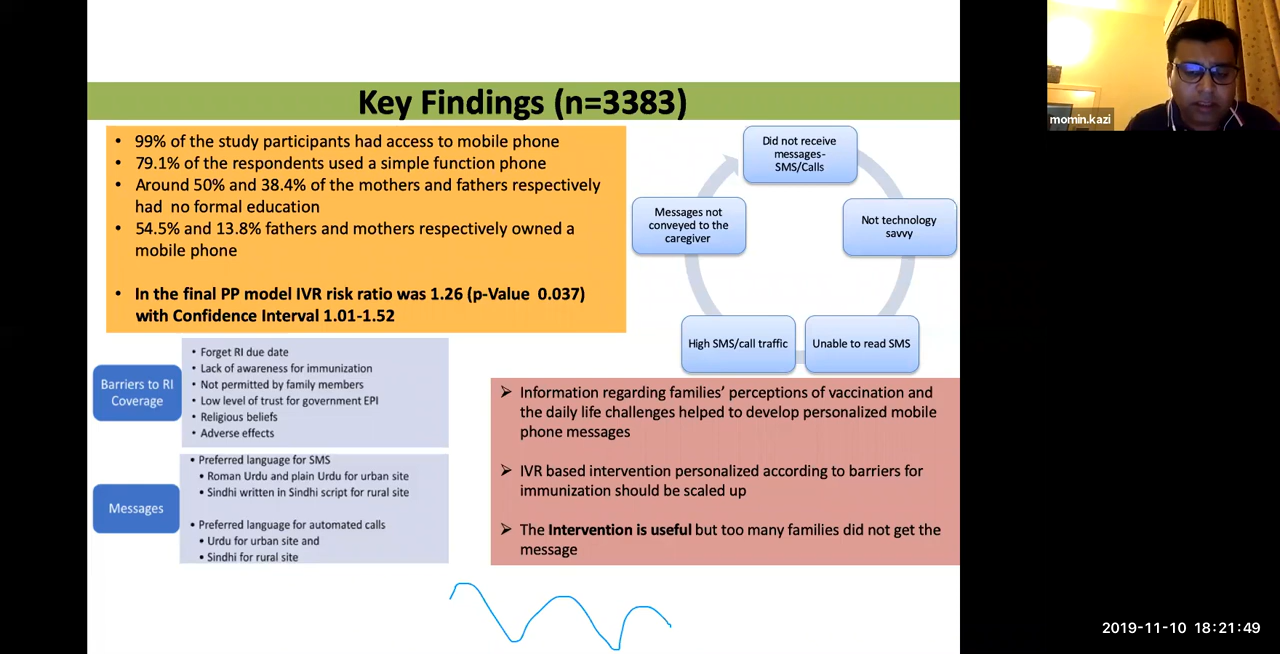 Key Findings (n=3383)
• 99% of the study participants had access to mobile phone
• 79.1% of the respondents used a simple function phone
• Around 50% and 38.4% of the mothers and fathers respectively
had no formal education
• 54.5% and 13.8% fathers and mothers respectively owned a
mobile phone
• In the final PP model IVR risk ratio was 1.26 (p-Value 0.037)
with Confidence Interval 1.01-1.52
Did not receive
messages-
SMS/Calls
Not technology
savvy
Unable to read SMS
High SMS/call traffic
Messages not
conveyed to the
caregiver
Barriers to RI
Coverage
• Forget RI due date
• Lack of awareness for immunization
• Not permitted by family members
• Low level of trust for government EPI
• Religious beliefs
• Adverse effects
Messages
• Preferred language for SMS
• Roman Urdu and plain Urdu for urban site
• Sindhi written in Sindhi script for rural site
• Preferred language for automated calls
• Urdu for urban site and
• Sindhi for rural site
➢ Information regarding families’ perceptions of vaccination and
the daily life challenges helped to develop personalized mobile
phone messages
➢ IVR based intervention personalized according to barriers for
immunization should be scaled up
➢ The Intervention is useful but too many families did not get the
message
momin.kazi
2019-11-10 18:21:49